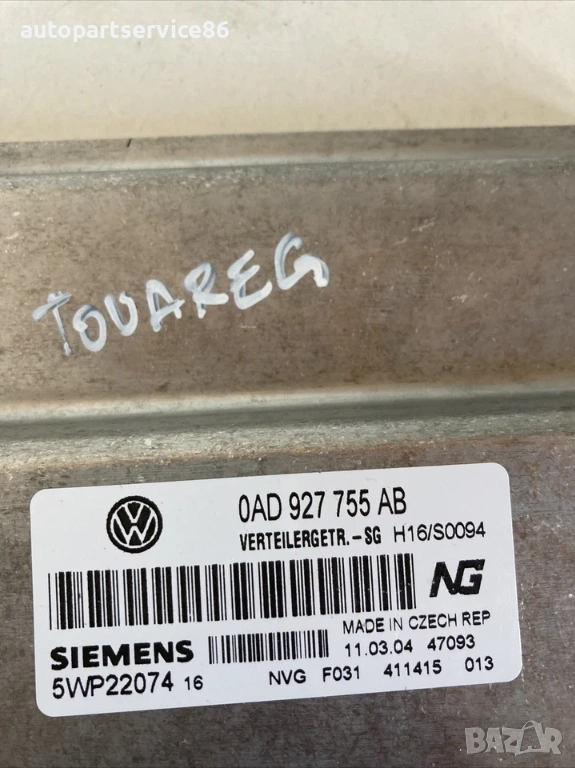 autopartservice86
TOUAREG
0AD 927 755 AB
VERTEILERGETR.-SG H16/S0094
NG
MADE IN CZECH REP
SIEMENS 11.03.04 47093
5WP22074 16 NVG F031 411415 013
BAZAR